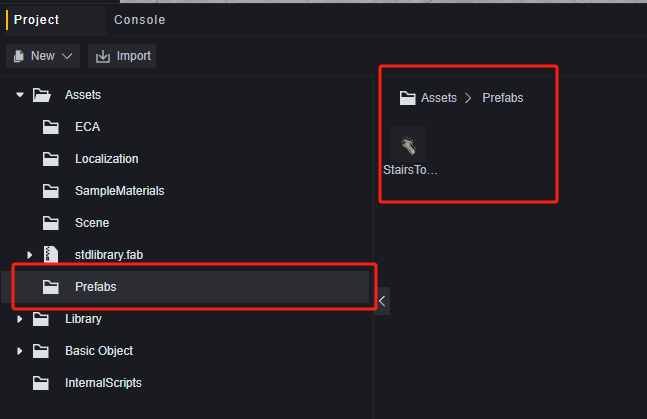 Project Console
New Import
Assets
ECA
Localization
SampleMaterials
Scene
stdlibrary.fab
Prefabs
Library
Basic Object
InternalScripts
Assets > Prefabs
StairsTo...